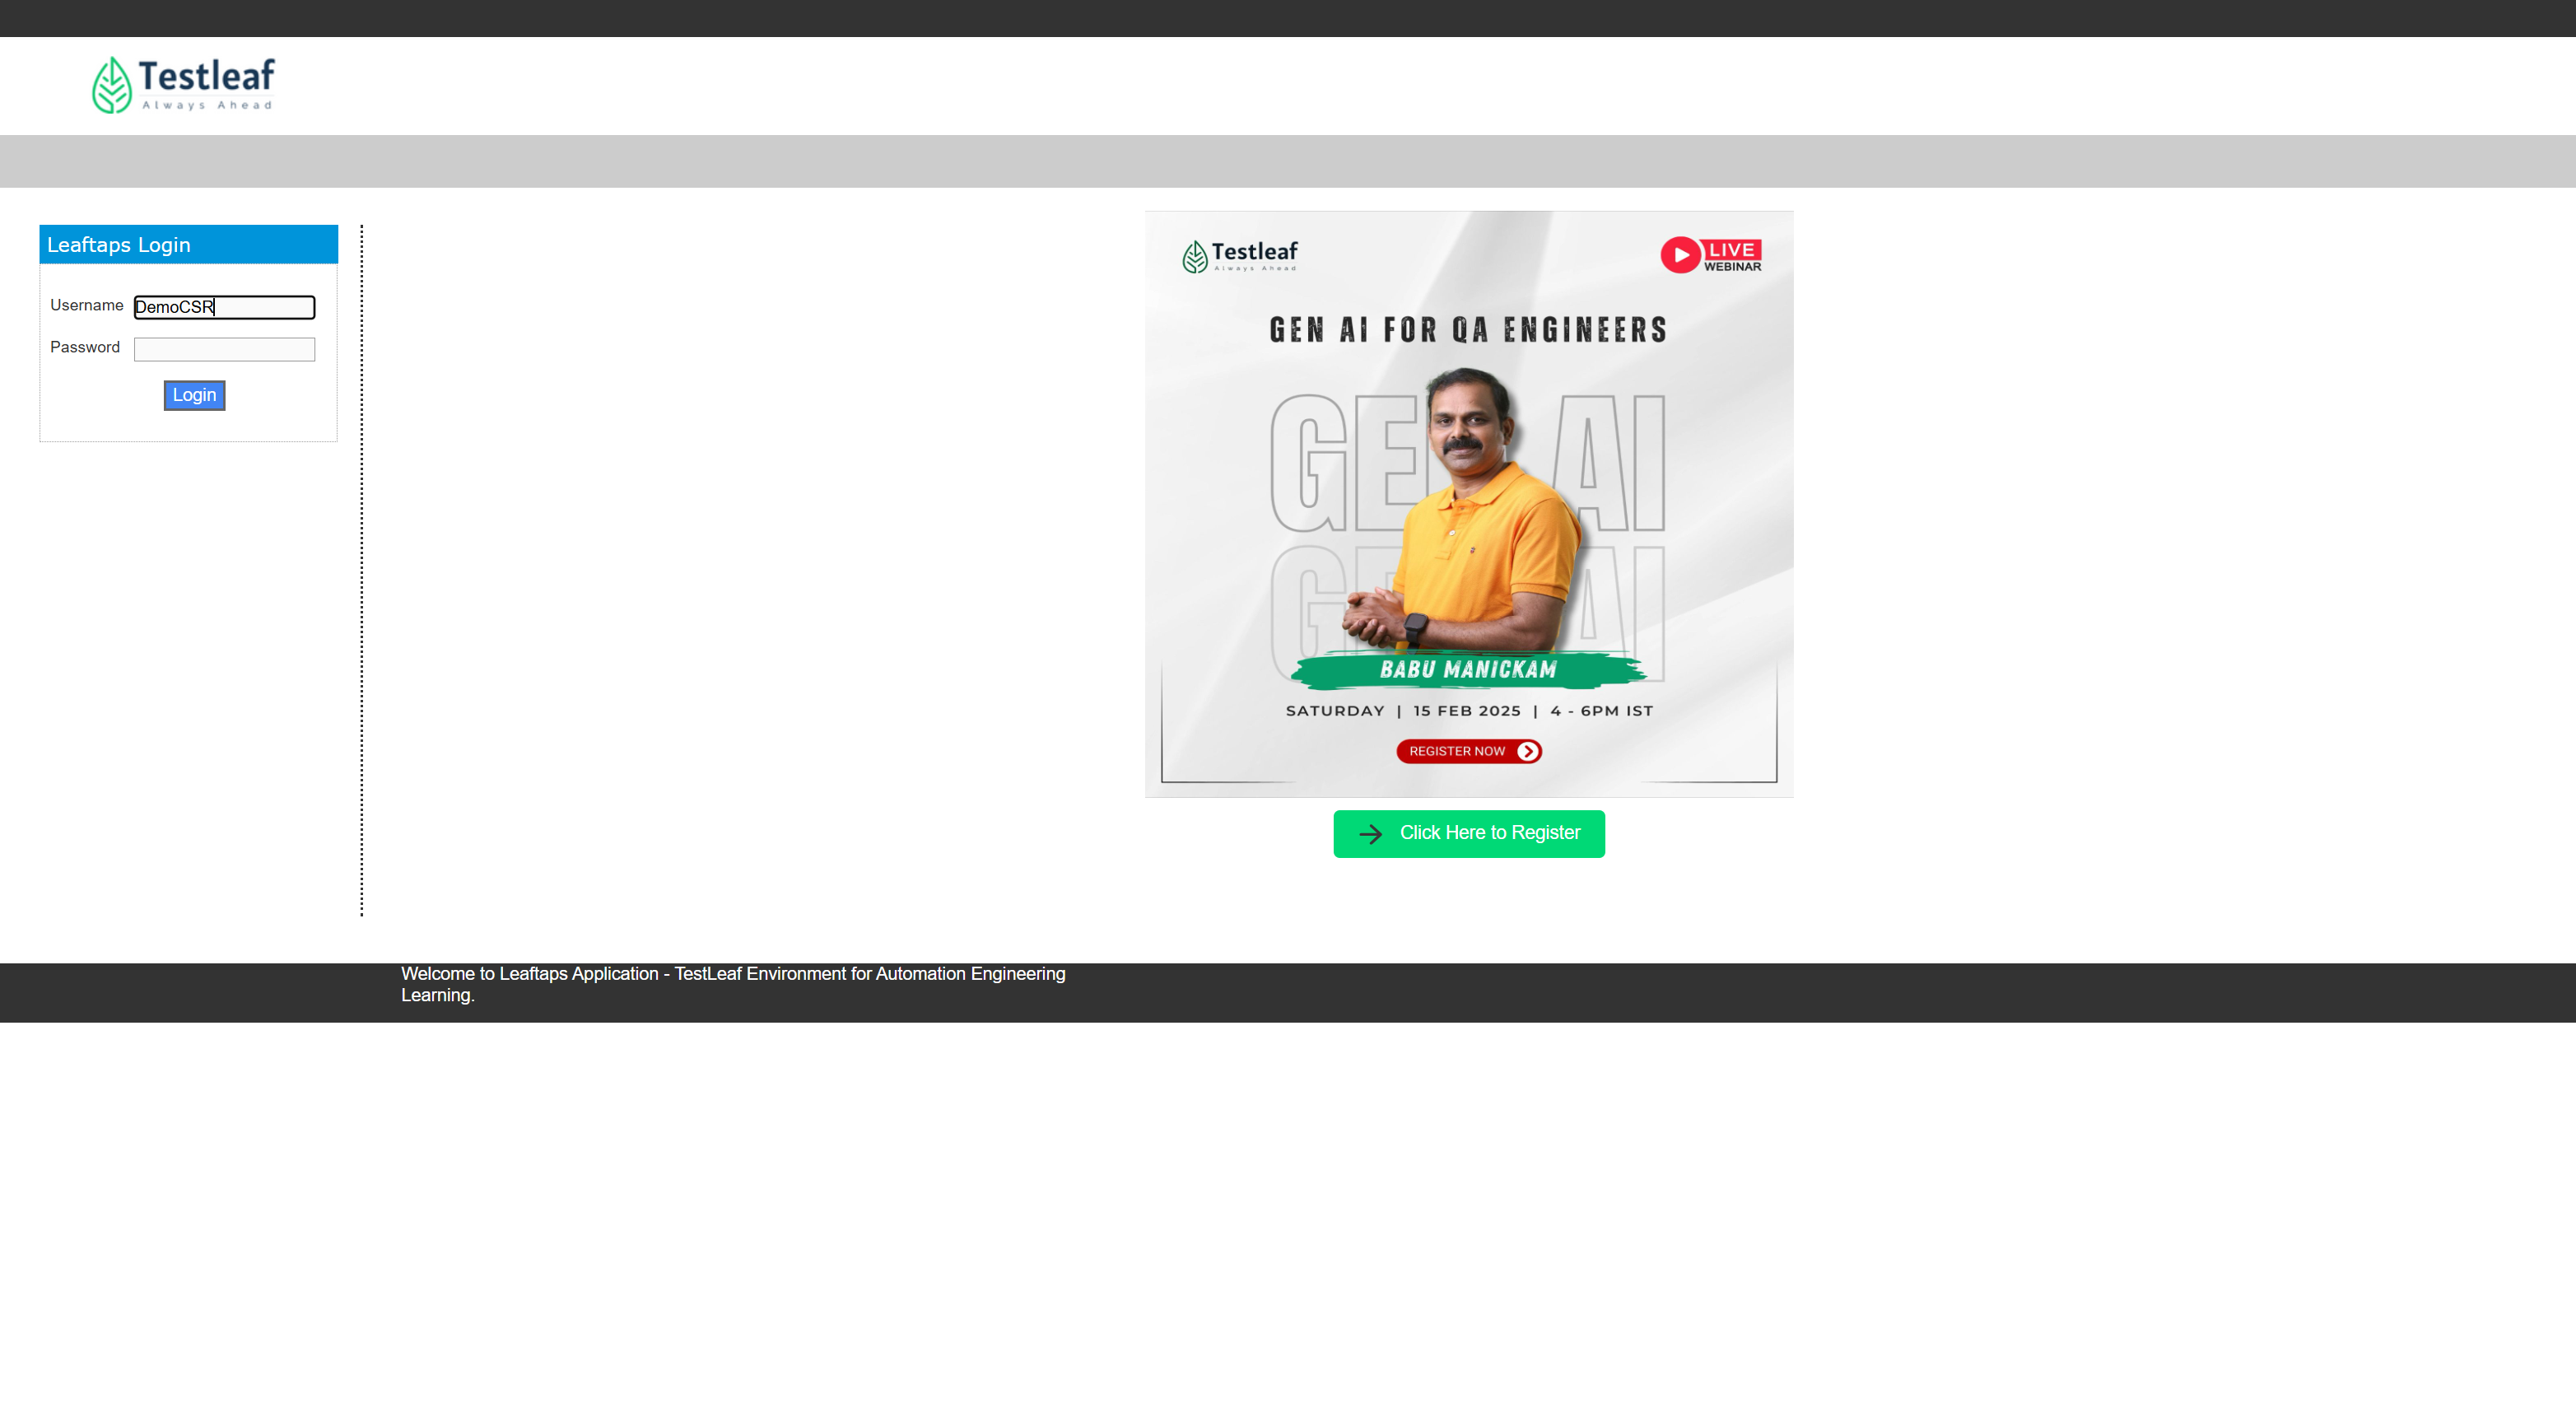 Testleaf
Always Ahead
Leaftaps Login
Username DemoCSR
Password
Login
Testleaf
Always Ahead
LIVE
WEBINAR
GEN AI FOR QA ENGINEERS
GEN AI
GEN AI
BABU MANICKAM
SATURDAY | 15 FEB 2025 | 4 - 6PM IST
REGISTER NOW
Click Here to Register
Welcome to Leaftaps Application - TestLeaf Environment for Automation Engineering
Learning.